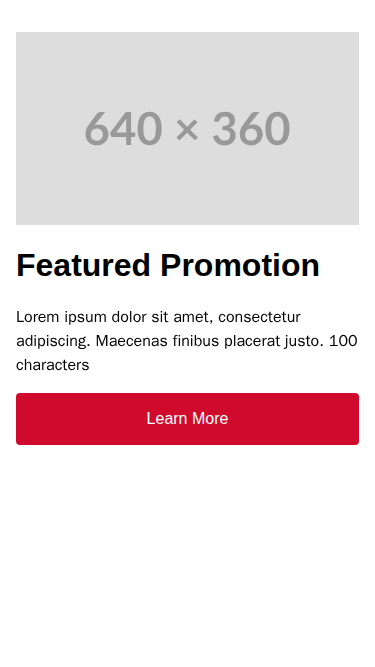 640 × 360
Featured Promotion
Lorem ipsum dolor sit amet, consectetur
adipiscing. Maecenas finibus placerat justo. 100
characters
Learn More